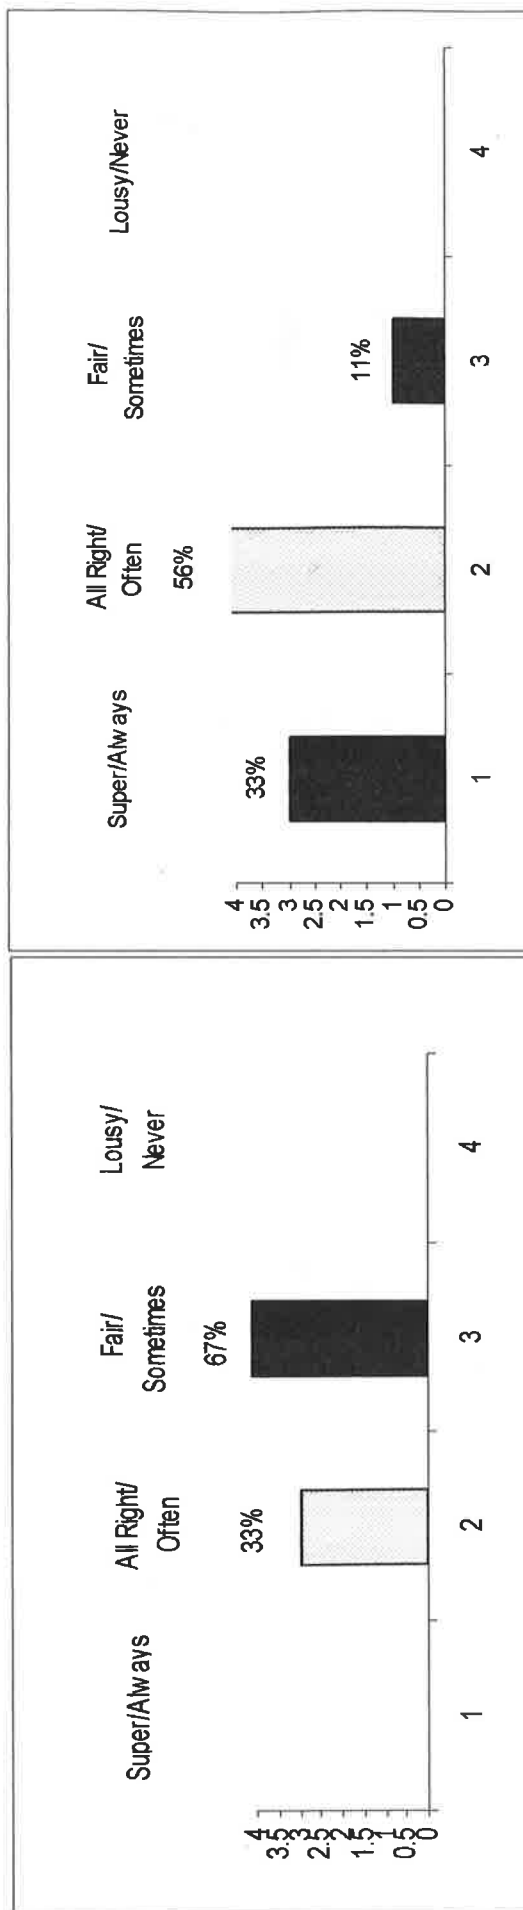 Super/Always
All Right/
Often
Fair/
Sometimes
Lousy/
Never
33%
67%
4
3.5
3
2.5
2
1.5
1
0.5
0
1
2
3
4
Super/Always
All Right/
Often
Fair/
Sometimes
Lousy/Never
33%
56%
11%
4
3.5
3
2.5
2
1.5
1
0.5
0
1
2
3
4